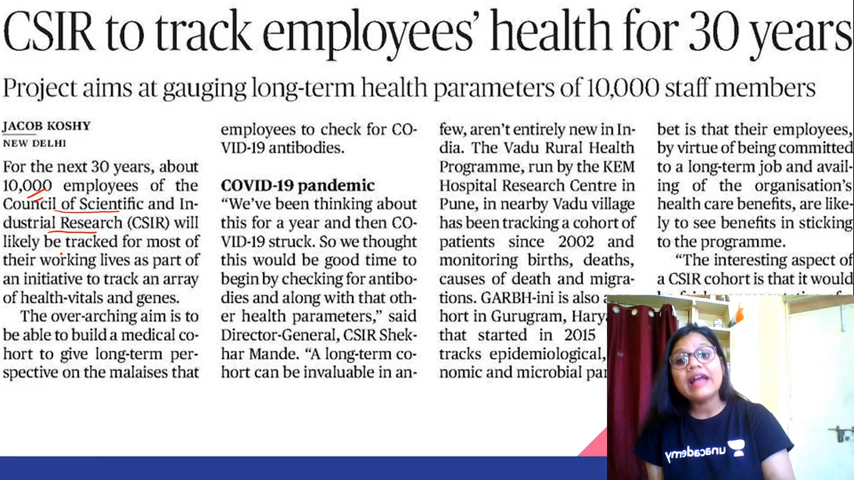 CSIR to track employees' health for 30 years
Project aims at gauging long-term health parameters of 10,000 staff members
JACOB KOSHY
NEW DELHI
For the next 30 years, about
10,000 employees of the
Council of Scientific and In-
dustrial Research (CSIR) will
likely be tracked for most of
their working lives as part of
an initiative to track an array
of health-vitals and genes.
The over-arching aim is to
be able to build a medical co-
hort to give long-term per-
spective on the malaises that
employees to check for CO-
VID-19 antibodies.
COVID-19 pandemic
“We've been thinking about
this for a year and then CO-
VID-19 struck. So we thought
this would be good time to
begin by checking for antibo-
dies and along with that oth-
er health parameters,” said
Director-General, CSIR Shek-
har Mande. “A long-term co-
hort can be invaluable in an-
few, aren't entirely new in In-
dia. The Vadu Rural Health
Programme, run by the KEM
Hospital Research Centre in
Pune, in nearby Vadu village
has been tracking a cohort of
patients since 2002 and
monitoring births, deaths,
causes of death and migra-
tions. GARBH-ini is also a
hort in Gurugram, Harya
that started in 2015
tracks epidemiological,
nomic and microbial par
bet is that their employees,
by virtue of being committed
to a long-term job and avail-
ing of the organisation's
health care benefits, are like-
ly to see benefits in sticking
to the programme.
“The interesting aspect of
a CSIR cohort is that it would
unacademy